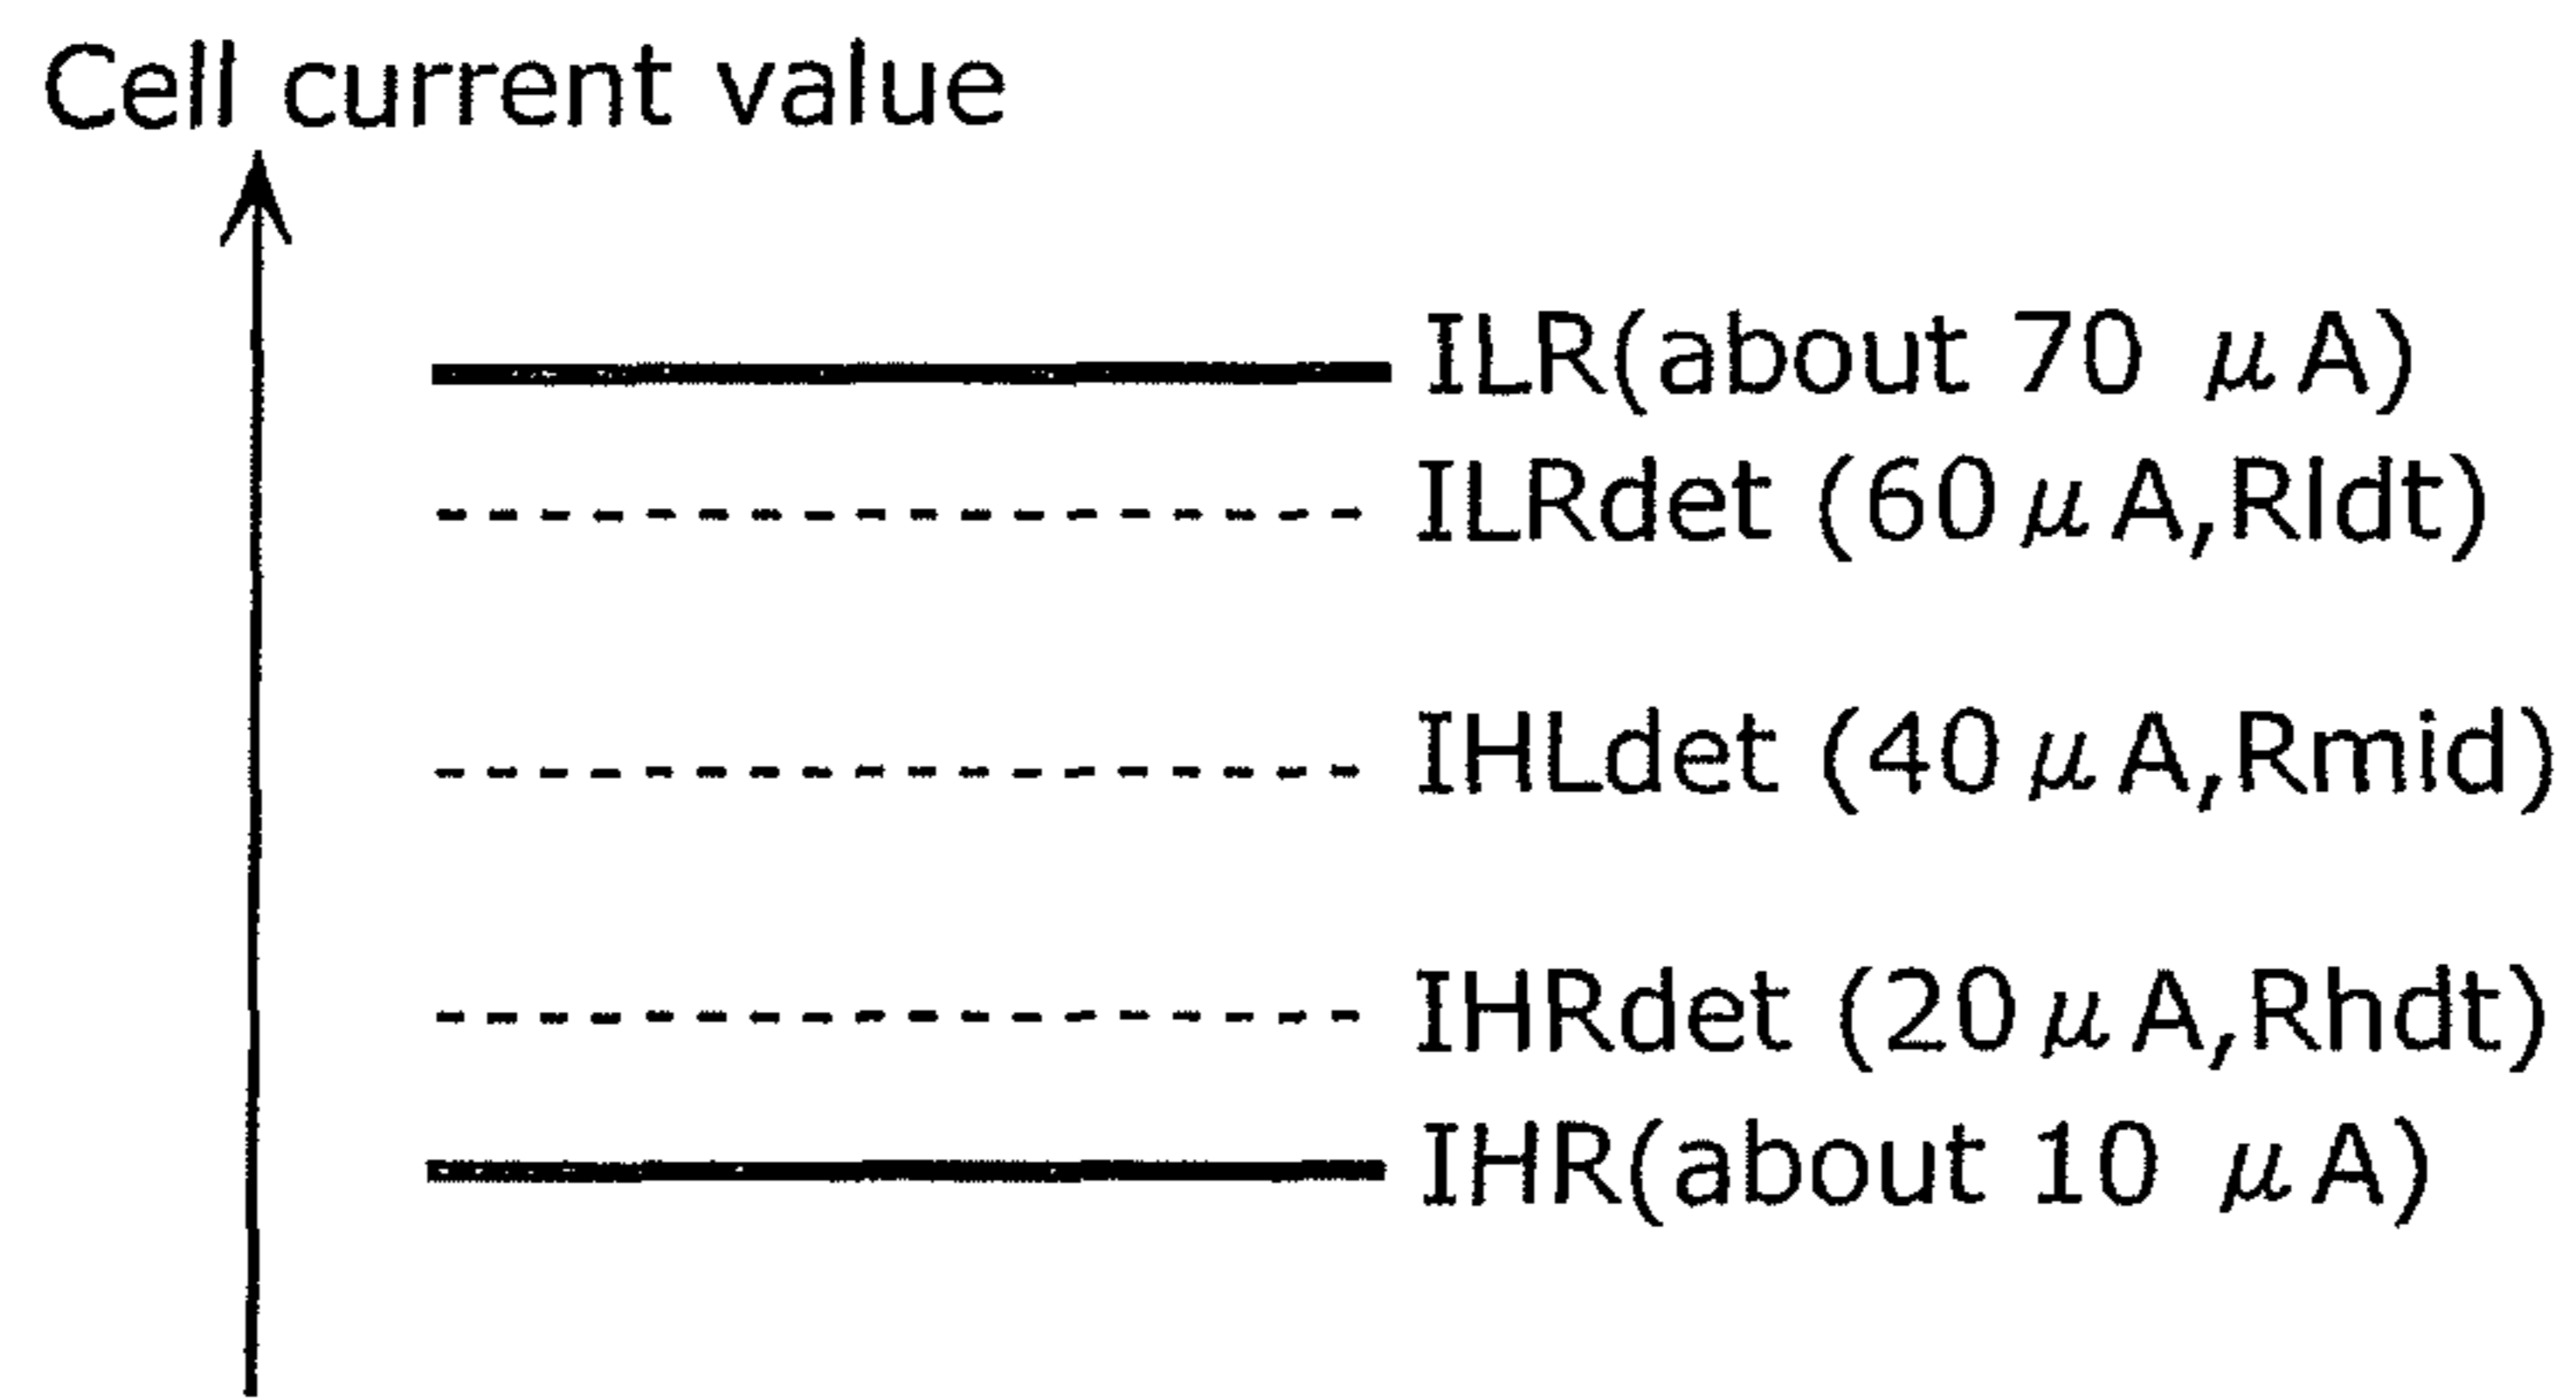 Cell current value
ILR(about 70 μA)
ILRdet (60μA,Rldt)
IHLdet (40μA,Rmid)
IHRdet (20μA,Rhdt)
IHR(about 10 μA)